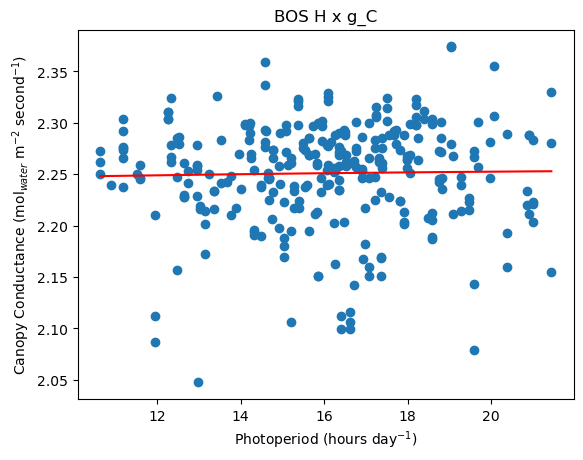 BOS H x g_C
Canopy Conductance (mol$_{water}$ m$^{-2}$ second$^{-1}$)
2.35
2.30
2.25
2.20
2.15
2.10
2.05
12 14 16 18 20
Photoperiod (hours day$^{-1}$)